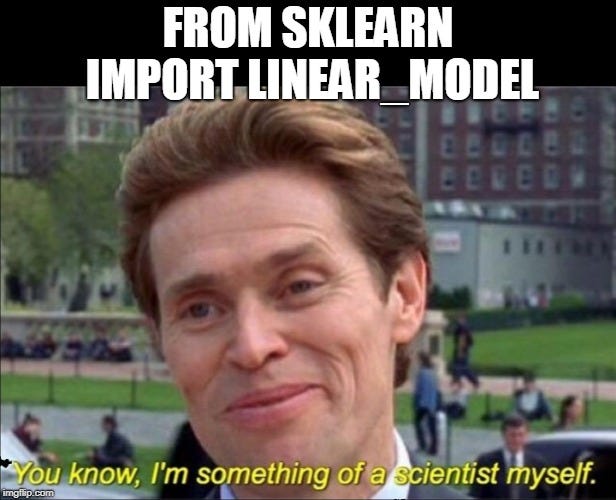 FROM SKLEARN
IMPORT LINEAR_MODEL
You know, I'm something of a scientist myself.
imgflip.com